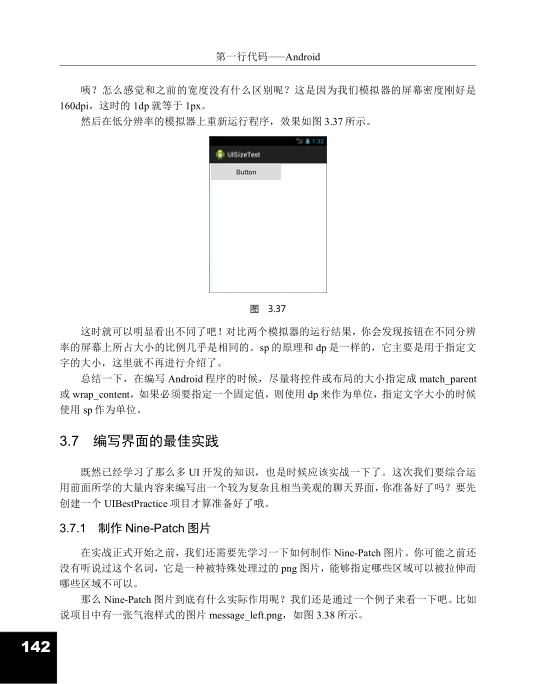 第一行代码——Android
咦？怎么感觉和之前的宽度没有什么区别呢？这是因为我们模拟器的屏幕密度刚好是
160dpi，这时的 1dp 就等于 1px。
然后在低分辨率的模拟器上重新运行程序，效果如图 3.37 所示。
1:32
UISizeTest
Button
图 3.37
这时就可以明显看出不同了吧！对比两个模拟器的运行结果，你会发现按钮在不同分辨
率的屏幕上所占大小的比例几乎是相同的。sp 的原理和 dp 是一样的，它主要是用于指定文
字的大小，这里就不再进行介绍了。
总结一下，在编写 Android 程序的时候，尽量将控件或布局的大小指定成 match_parent
或 wrap_content，如果必须要指定一个固定值，则使用 dp 来作为单位，指定文字大小的时候
使用 sp 作为单位。
3.7 编写界面的最佳实践
既然已经学习了那么多 UI 开发的知识，也是时候应该实战一下了。这次我们要综合运
用前面所学的大量内容来编写出一个较为复杂且相当美观的聊天界面，你准备好了吗？要先
创建一个 UIBestPractice 项目才算准备好了哦。
3.7.1 制作 Nine-Patch 图片
在实战正式开始之前，我们还需要先学习一下如何制作 Nine-Patch 图片。你可能之前还
没有听说过这个名词，它是一种被特殊处理过的 png 图片，能够指定哪些区域可以被拉伸而
哪些区域不可以。
那么 Nine-Patch 图片到底有什么实际作用呢？我们还是通过一个例子来看一下吧。比如
说项目中有一张气泡样式的图片 message_left.png，如图 3.38 所示。
142